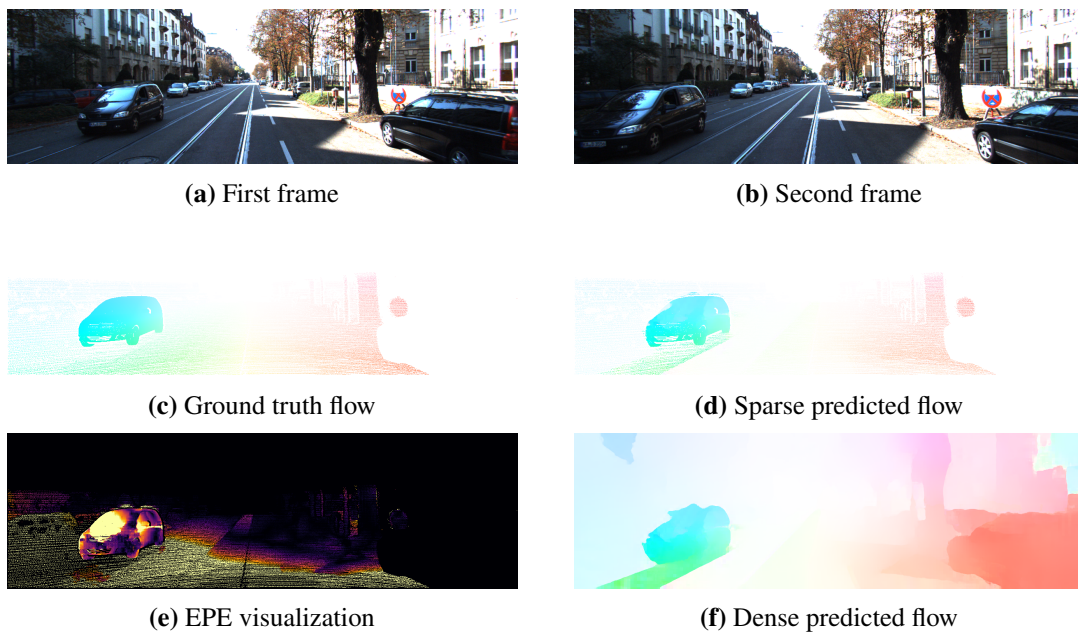 (a) First frame
(b) Second frame
(c) Ground truth flow
(d) Sparse predicted flow
(e) EPE visualization
(f) Dense predicted flow